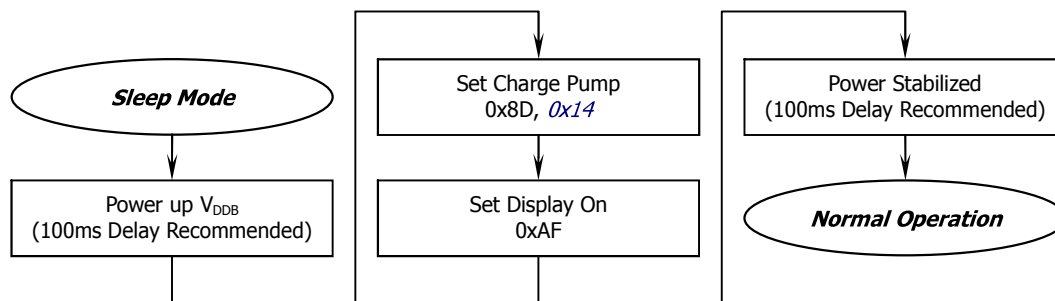 Sleep Mode
Power up VDDB
(100ms Delay Recommended)
Set Charge Pump
0x8D, 0x14
Set Display On
0xAF
Power Stabilized
(100ms Delay Recommended)
Normal Operation